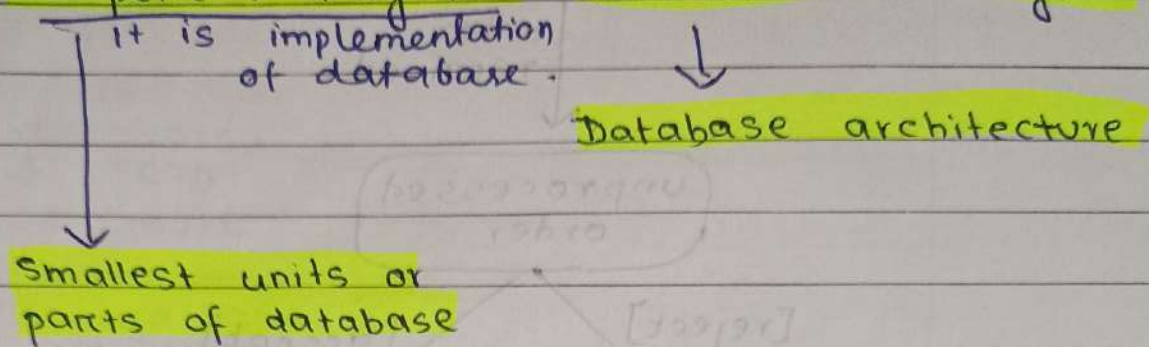 it is implementation
of database.
Database architecture
Smallest units or
parts of database